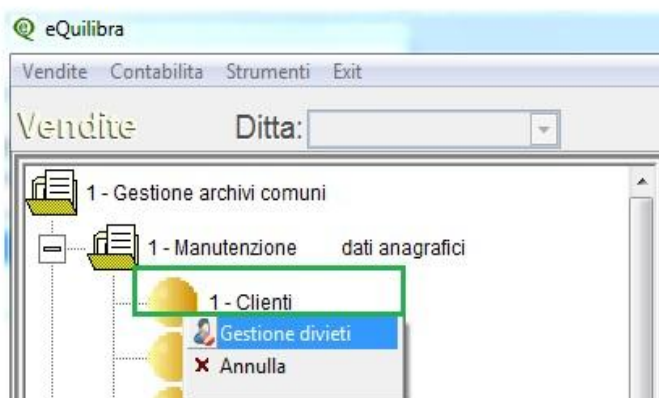 eQuilibra
Vendite Contabilita Strumenti Exit
Vendite Ditta:
1 - Gestione archivi comuni
1 - Manutenzione dati anagrafici
1 - Clienti
Gestione divieti
Annulla